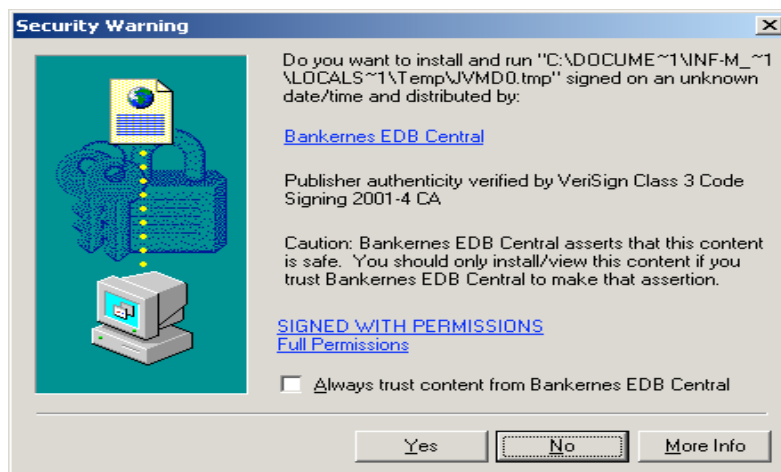 Security Warning
Do you want to install and run "C:\DOCUME~1\INF-M_~1
\LOCALS~1\Temp\JVMD0.tmp" signed on an unknown
date/time and distributed by:
Bankernes EDB Central
Publisher authenticity verified by VeriSign Class 3 Code
Signing 2001-4 CA
Caution: Bankernes EDB Central asserts that this content
is safe. You should only install/view this content if you
trust Bankernes EDB Central to make that assertion.
SIGNED WITH PERMISSIONS
Full Permissions
Always trust content from Bankernes EDB Central
Yes No More Info